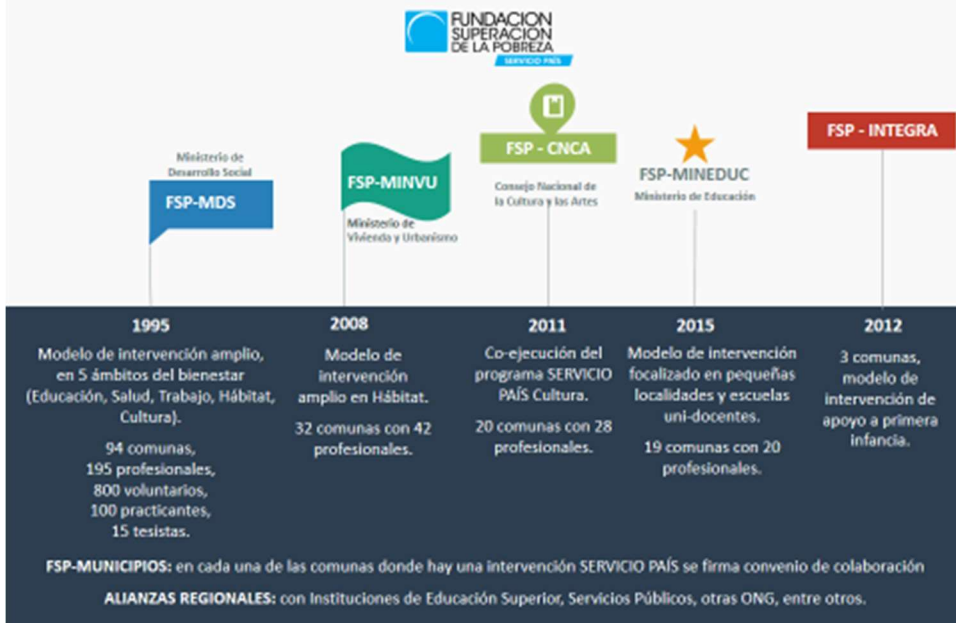 FUNDACION
SUPERACION
DE LA POBREZA
SERVICIO PAÍS
Ministerio de
Desarrollo Social
FSP-MDS
FSP-MINVU
Ministerio de
Vivienda y Urbanismo
FSP - CNCA
Consejo Nacional de
la Cultura y las Artes
FSP-MINEDUC
Ministerio de Educación
FSP - INTEGRA
1995
Modelo de intervención amplio,
en 5 ámbitos del bienestar
(Educación, Salud, Trabajo, Hábitat,
Cultura).
94 comunas,
195 profesionales,
800 voluntarios,
100 practicantes,
15 tesistas.
2008
Modelo de
intervención
amplio en Hábitat.
32 comunas con 42
profesionales.
2011
Co-ejecución del
programa SERVICIO
PAÍS Cultura.
20 comunas con 28
profesionales.
2015
Modelo de intervención
focalizado en pequeñas
localidades y escuelas
uni-docentes.
19 comunas con 20
profesionales.
2012
3 comunas,
modelo de
intervención de
apoyo a primera
infancia.
FSP-MUNICIPIOS: en cada una de las comunas donde hay una intervención SERVICIO PAÍS se firma convenio de colaboración
ALIANZAS REGIONALES: con Instituciones de Educación Superior, Servicios Públicos, otras ONG, entre otros.